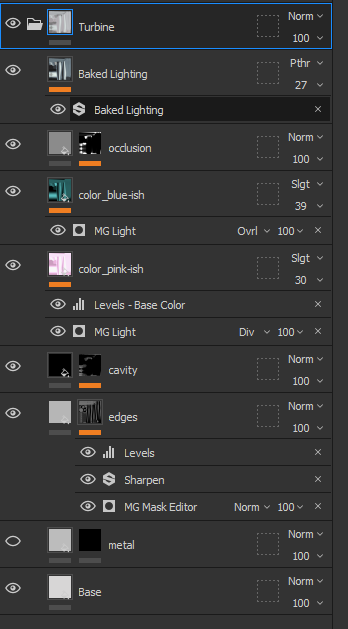 Turbine
Norm
100
Baked Lighting
Pthr
27
Baked Lighting
occlusion
Norm
100
color_blue-ish
Slgt
39
MG Light Ovrl 100
color_pink-ish
Slgt
30
Levels - Base Color
MG Light Div 100
cavity
Norm
100
edges
Norm
100
Levels
Sharpen
MG Mask Editor Norm 100
metal
Norm
100
Base
Norm
100